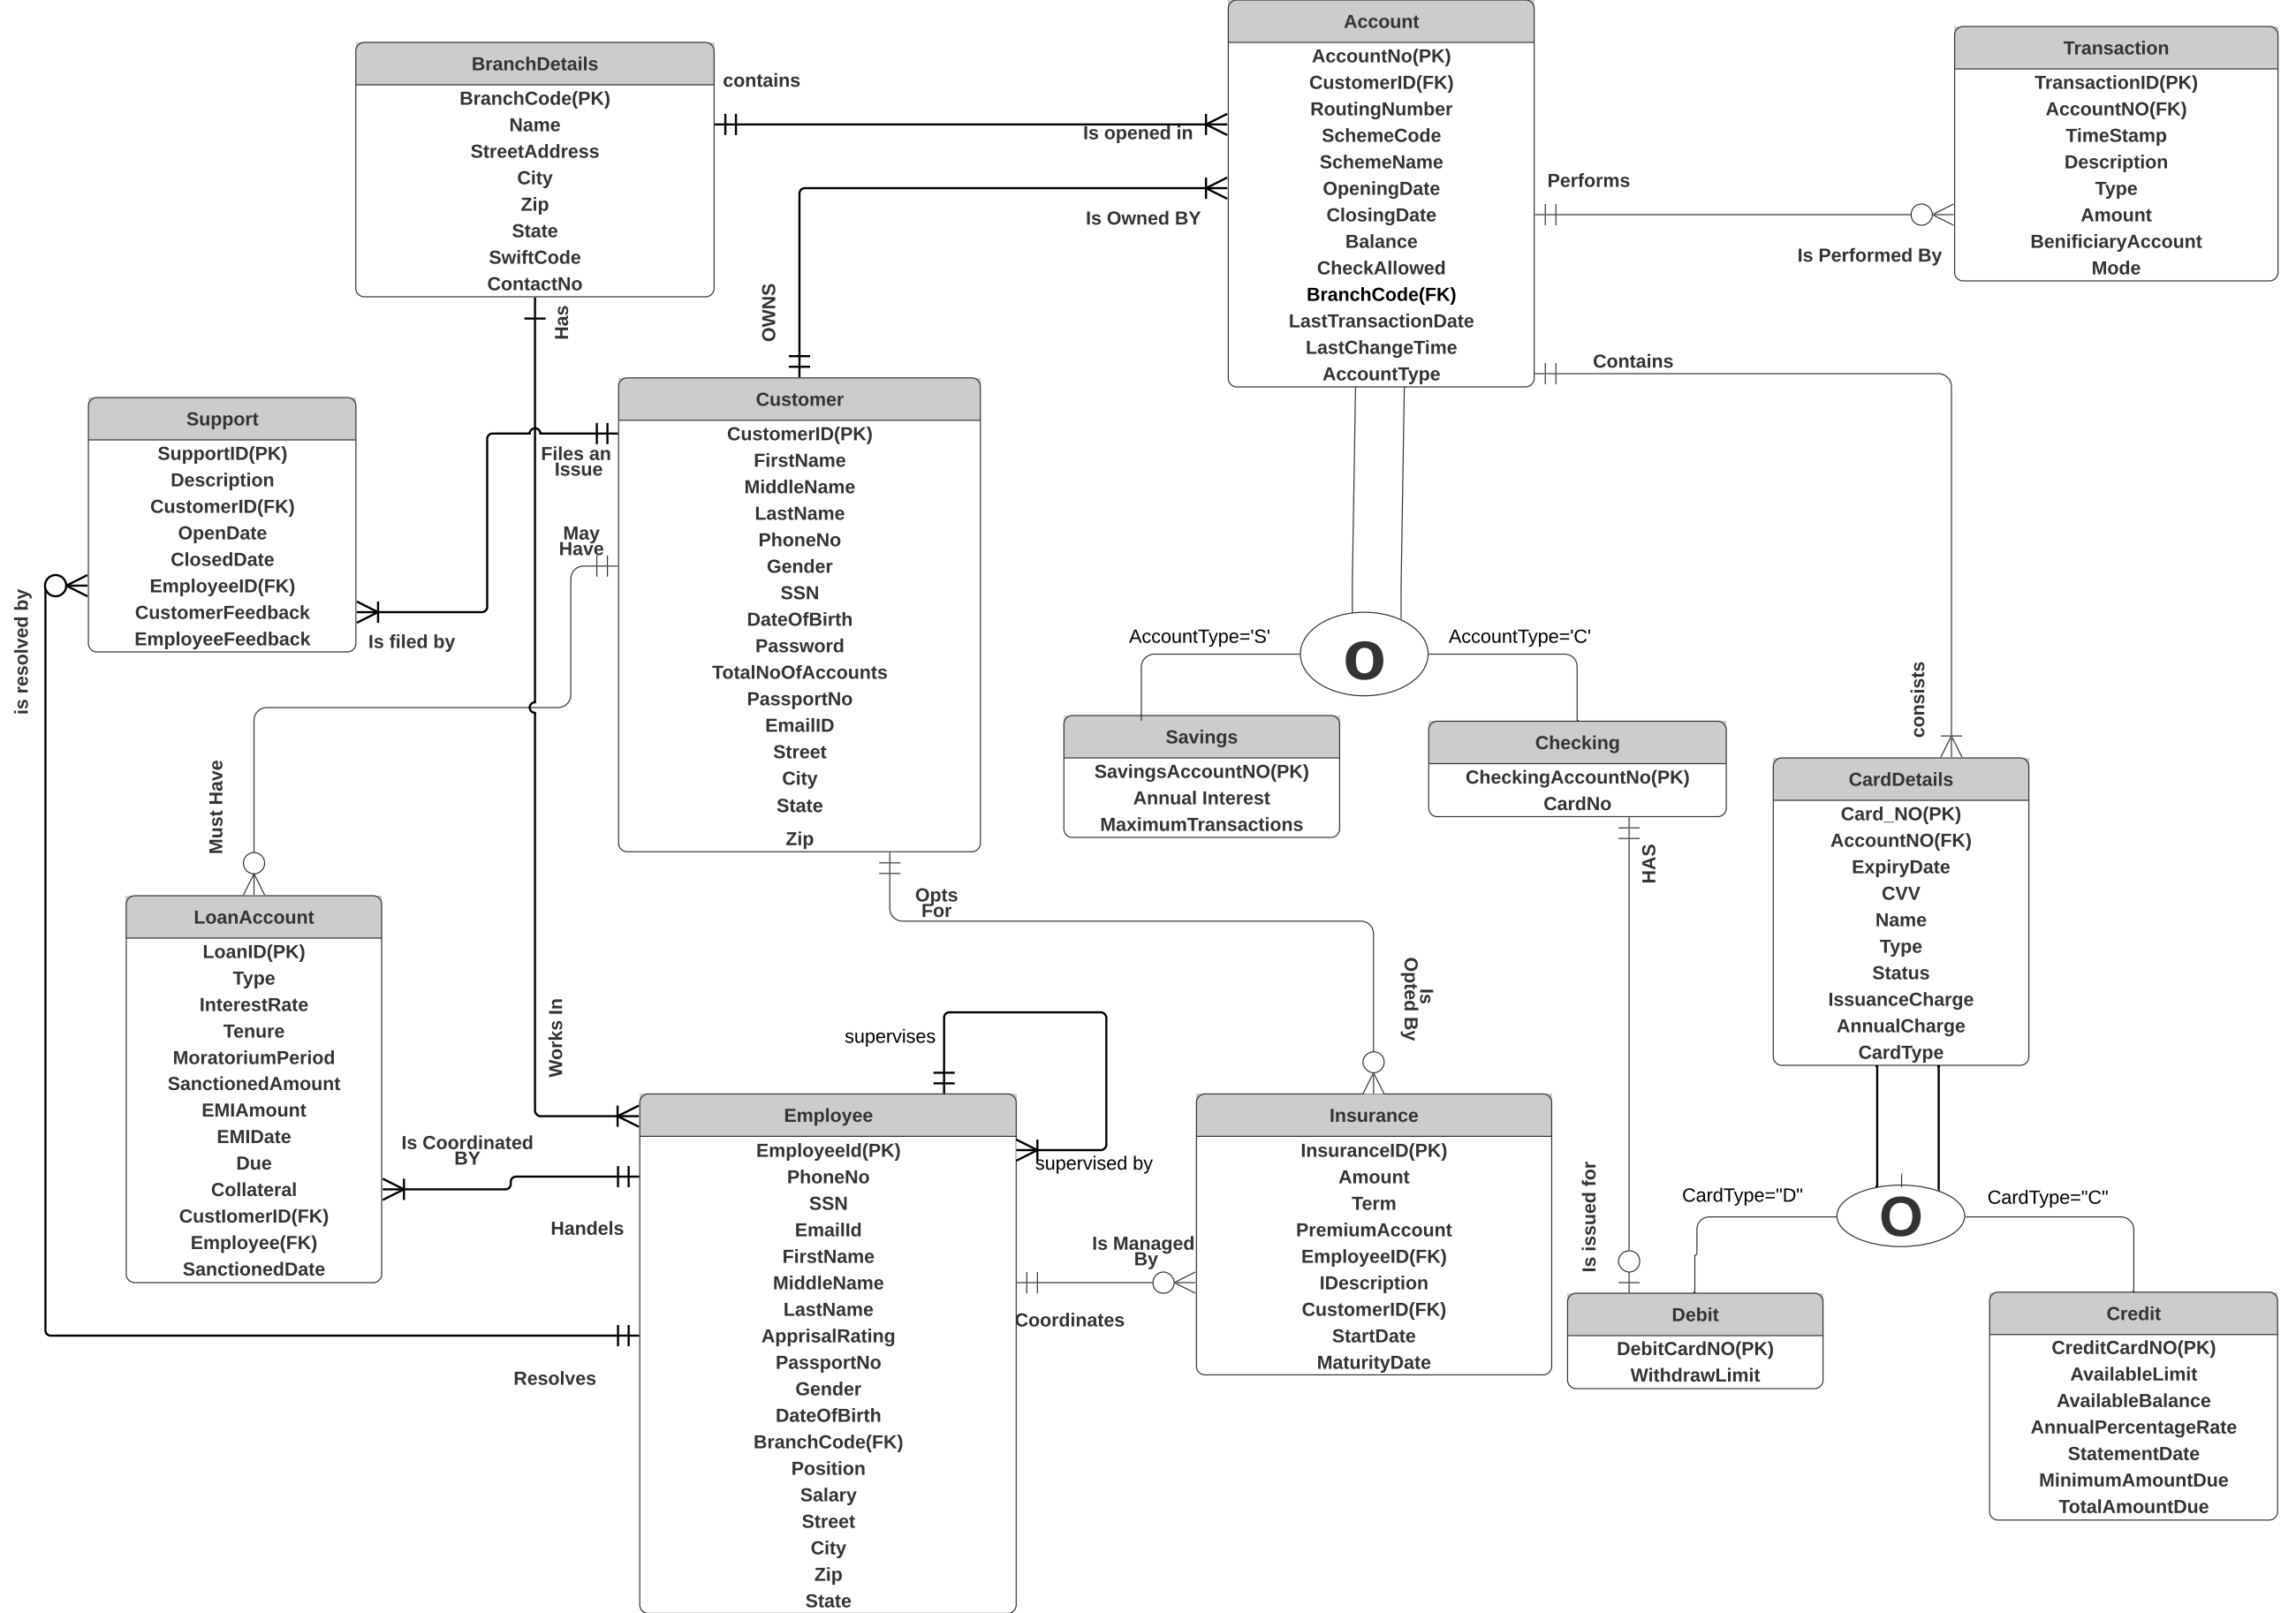 BranchDetails
BranchCode(PK)
Name
StreetAddress
City
Zip
State
SwiftCode
ContactNo
contains
Is opened in
Account
AccountNo(PK)
CustomerID(FK)
RoutingNumber
SchemeCode
SchemeName
OpeningDate
ClosingDate
Balance
CheckAllowed
BranchCode(FK)
LastTransactionDate
LastChangeTime
AccountType
Transaction
TransactionID(PK)
AccountNO(FK)
TimeStamp
Description
Type
Amount
BenificiaryAccount
Mode
Performs
Is Performed By
Is Owned BY
OWNS
Has
Contains
consists
Support
SupportID(PK)
Description
CustomerID(FK)
OpenDate
ClosedDate
EmployeeID(FK)
CustomerFeedback
EmployeeFeedback
Files an
Issue
Is filed by
is resolved by
May
Have
Must Have
Customer
CustomerID(PK)
FirstName
MiddleName
LastName
PhoneNo
Gender
SSN
DateOfBirth
Password
TotalNoOfAccounts
PassportNo
EmailID
Street
City
State
Zip
AccountType='S'
O
AccountType='C'
Savings
SavingsAccountNO(PK)
Annual Interest
MaximumTransactions
Checking
CheckingAccountNo(PK)
CardNo
HAS
Is issued for
CardDetails
Card_NO(PK)
AccountNO(FK)
ExpiryDate
CVV
Name
Type
Status
IssuanceCharge
AnnualCharge
CardType
LoanAccount
LoanID(PK)
Type
InterestRate
Tenure
MoratoriumPeriod
SanctionedAmount
EMIAmount
EMIDate
Due
Collateral
CustIomerID(FK)
Employee(FK)
SanctionedDate
Opts
For
Is
Opted By
Works In
supervises
supervised by
Is Coordinated
BY
Handels
Resolves
Employee
EmployeeId(PK)
PhoneNo
SSN
EmailId
FirstName
MiddleName
LastName
ApprisalRating
PassportNo
Gender
DateOfBirth
BranchCode(FK)
Position
Salary
Street
City
Zip
State
Is Managed
By
Coordinates
Insurance
InsuranceID(PK)
Amount
Term
PremiumAccount
EmployeeID(FK)
IDescription
CustomerID(FK)
StartDate
MaturityDate
CardType="D"
O
CardType="C"
Debit
DebitCardNO(PK)
WithdrawLimit
Credit
CreditCardNO(PK)
AvailableLimit
AvailableBalance
AnnualPercentageRate
StatementDate
MinimumAmountDue
TotalAmountDue